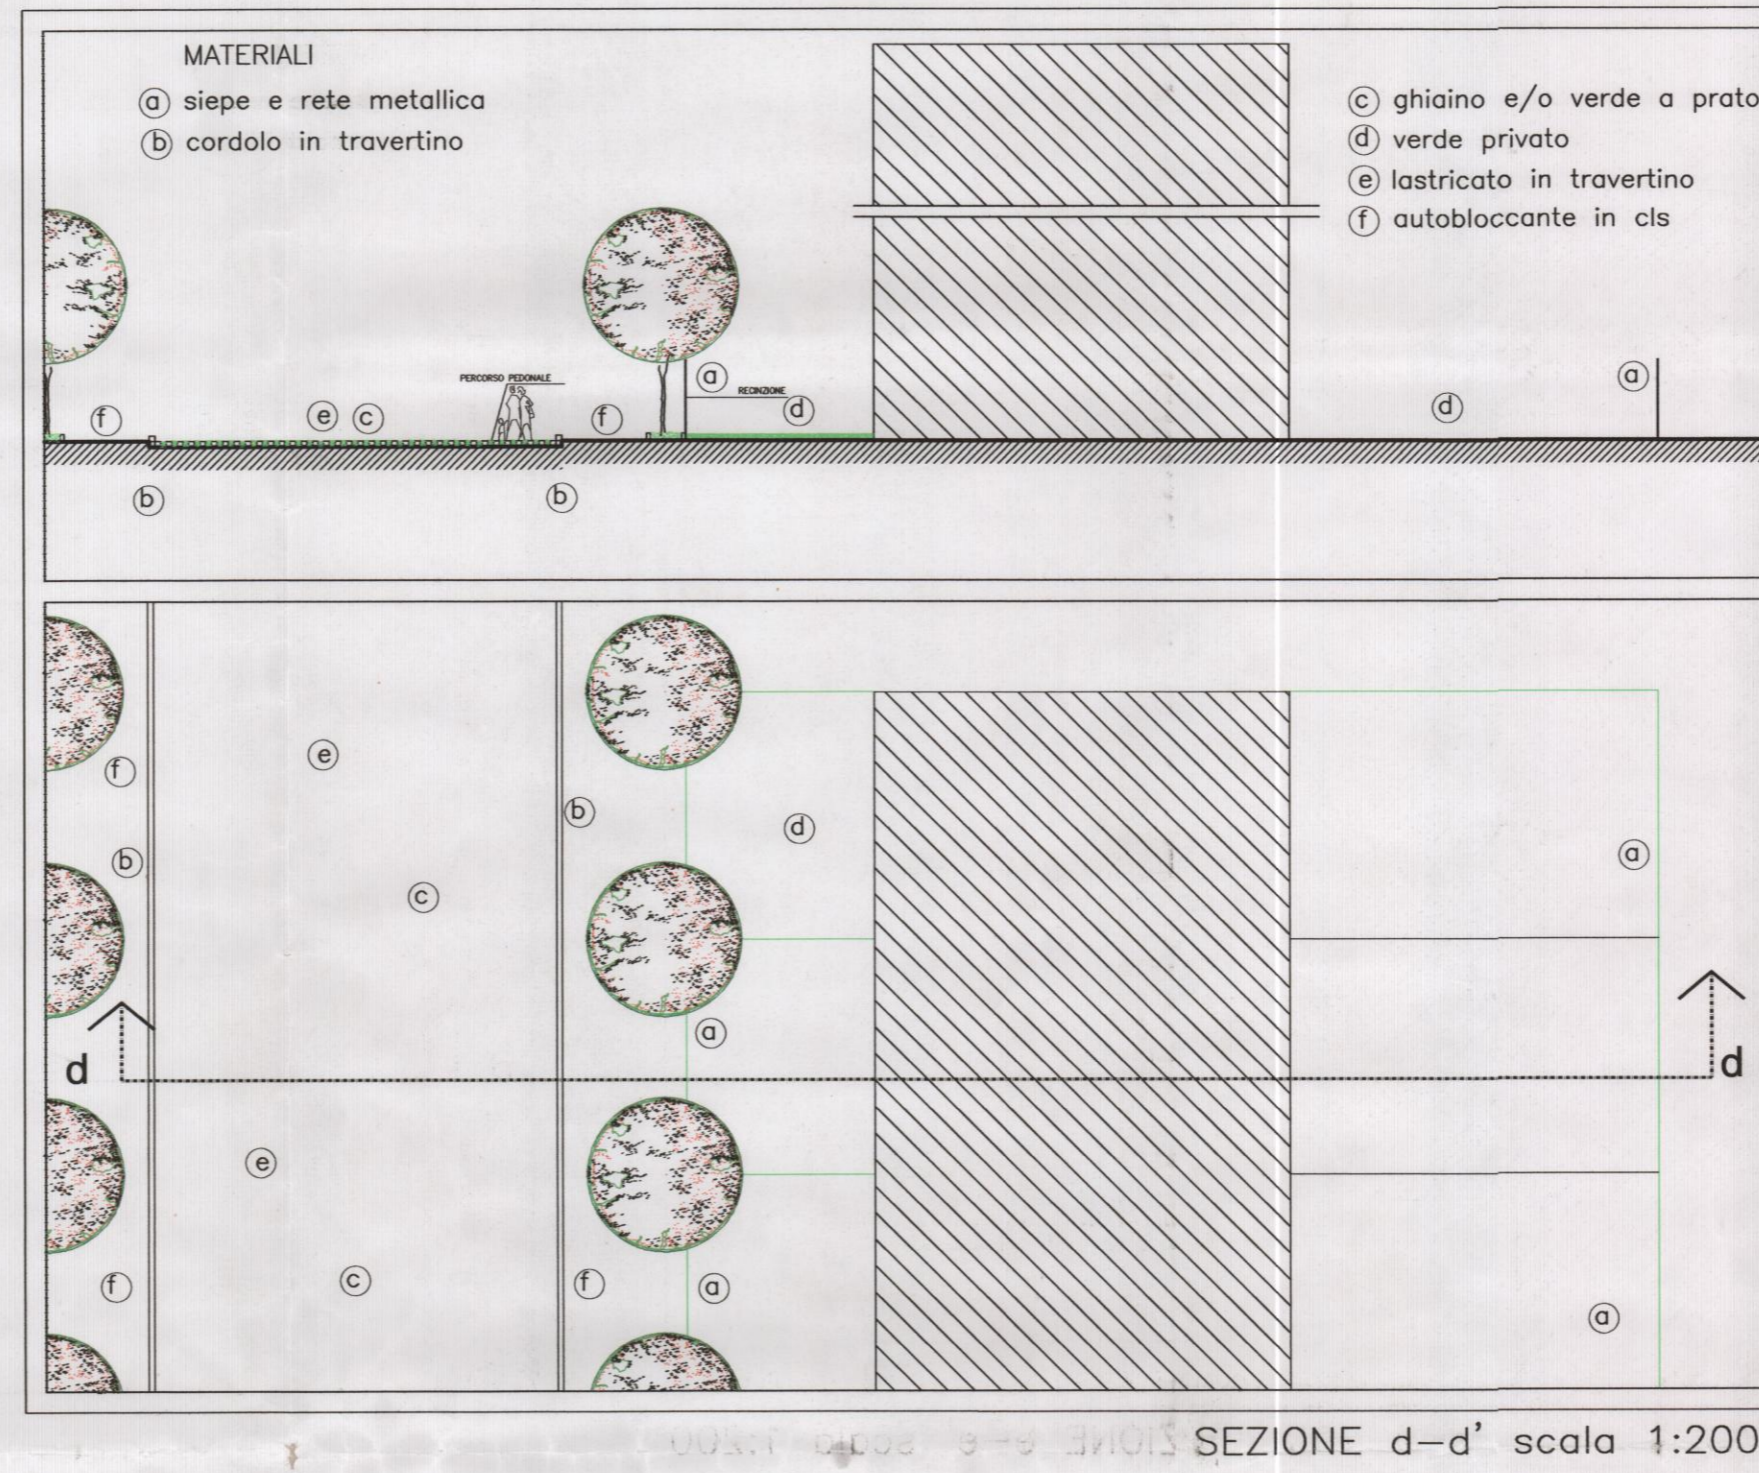 MATERIALI
ⓐ siepe e rete metallica
ⓑ cordolo in travertino
ⓒ ghiaino e/o verde a prato
ⓓ verde privato
ⓔ lastricato in travertino
ⓕ autobloccante in cls
PERCORSO PEDONALE
ⓐ
RECINZIONE
ⓐ
ⓕ
ⓔ ⓒ
ⓕ
ⓓ
ⓓ
ⓑ
ⓑ
ⓔ
ⓕ
ⓑ
ⓓ
ⓑ
ⓐ
ⓒ
ⓐ
d
d
ⓔ
ⓕ
ⓒ
ⓕ
ⓐ
ⓐ
SEZIONE d-d' scala 1:200